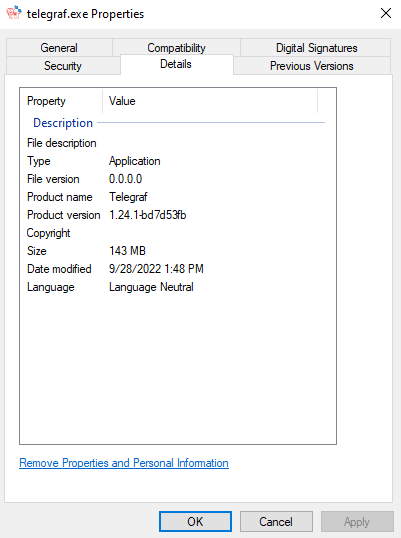 telegraf.exe Properties
General Compatibility Digital Signatures
Security Details Previous Versions
Property Value
Description
File description
Type Application
File version 0.0.0.0
Product name Telegraf
Product version 1.24.1-bd7d53fb
Copyright
Size 143 MB
Date modified 9/28/2022 1:48 PM
Language Language Neutral
Remove Properties and Personal Information
OK Cancel Apply